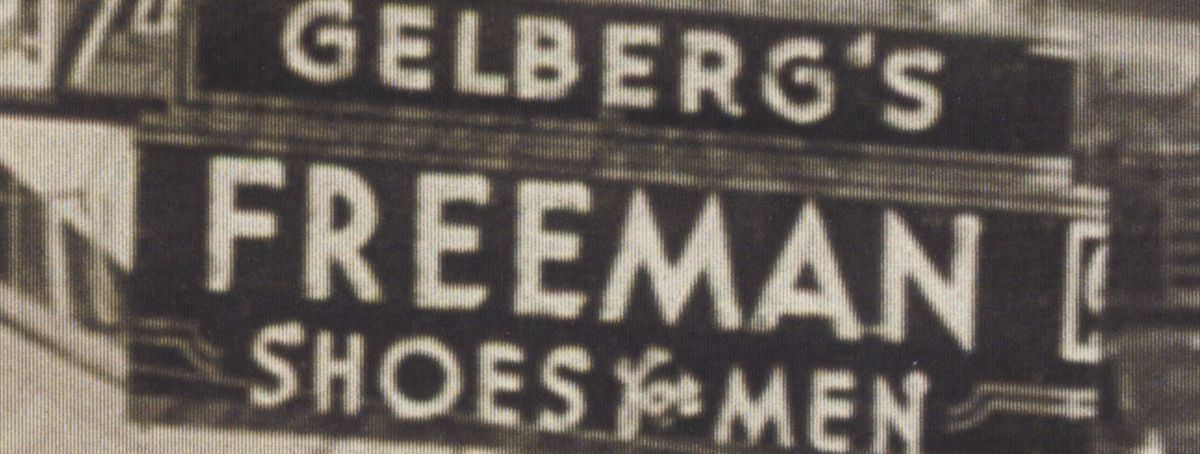 GELBERG'S
FREEMAN
SHOES for MEN